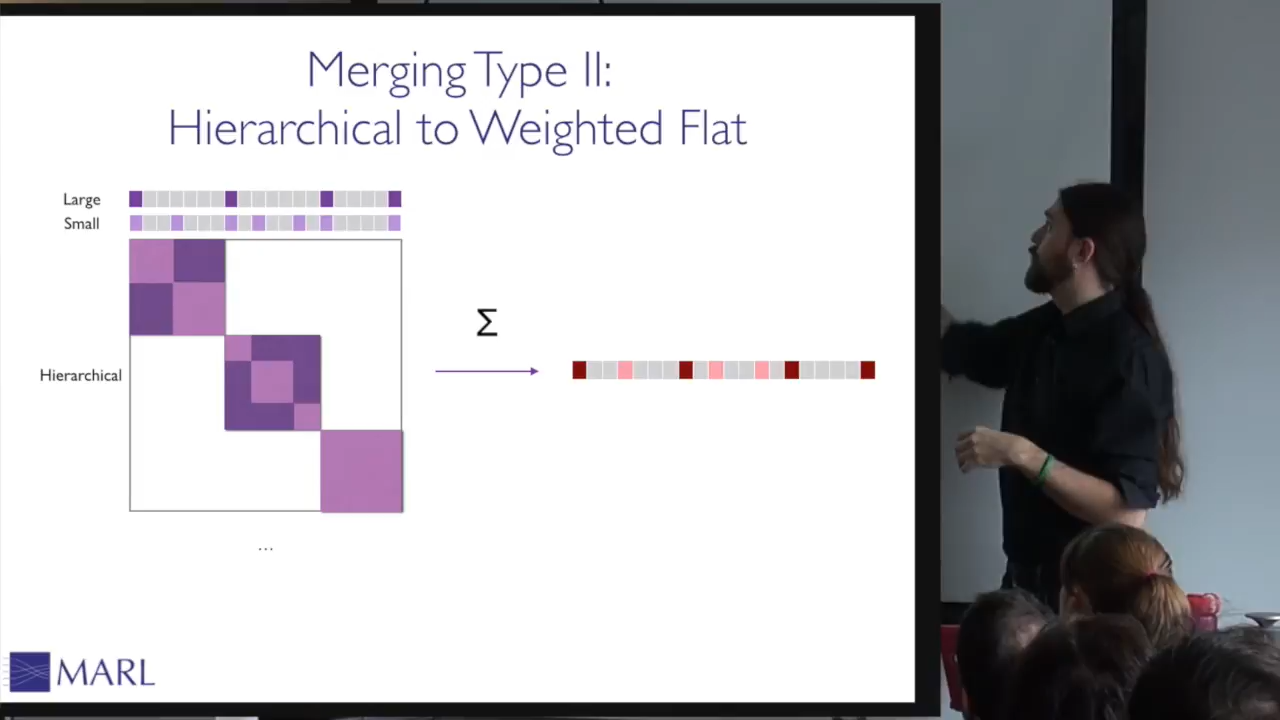 Merging Type II:
Hierarchical to Weighted Flat
Large
Small
Hierarchical
Σ
...
MARL